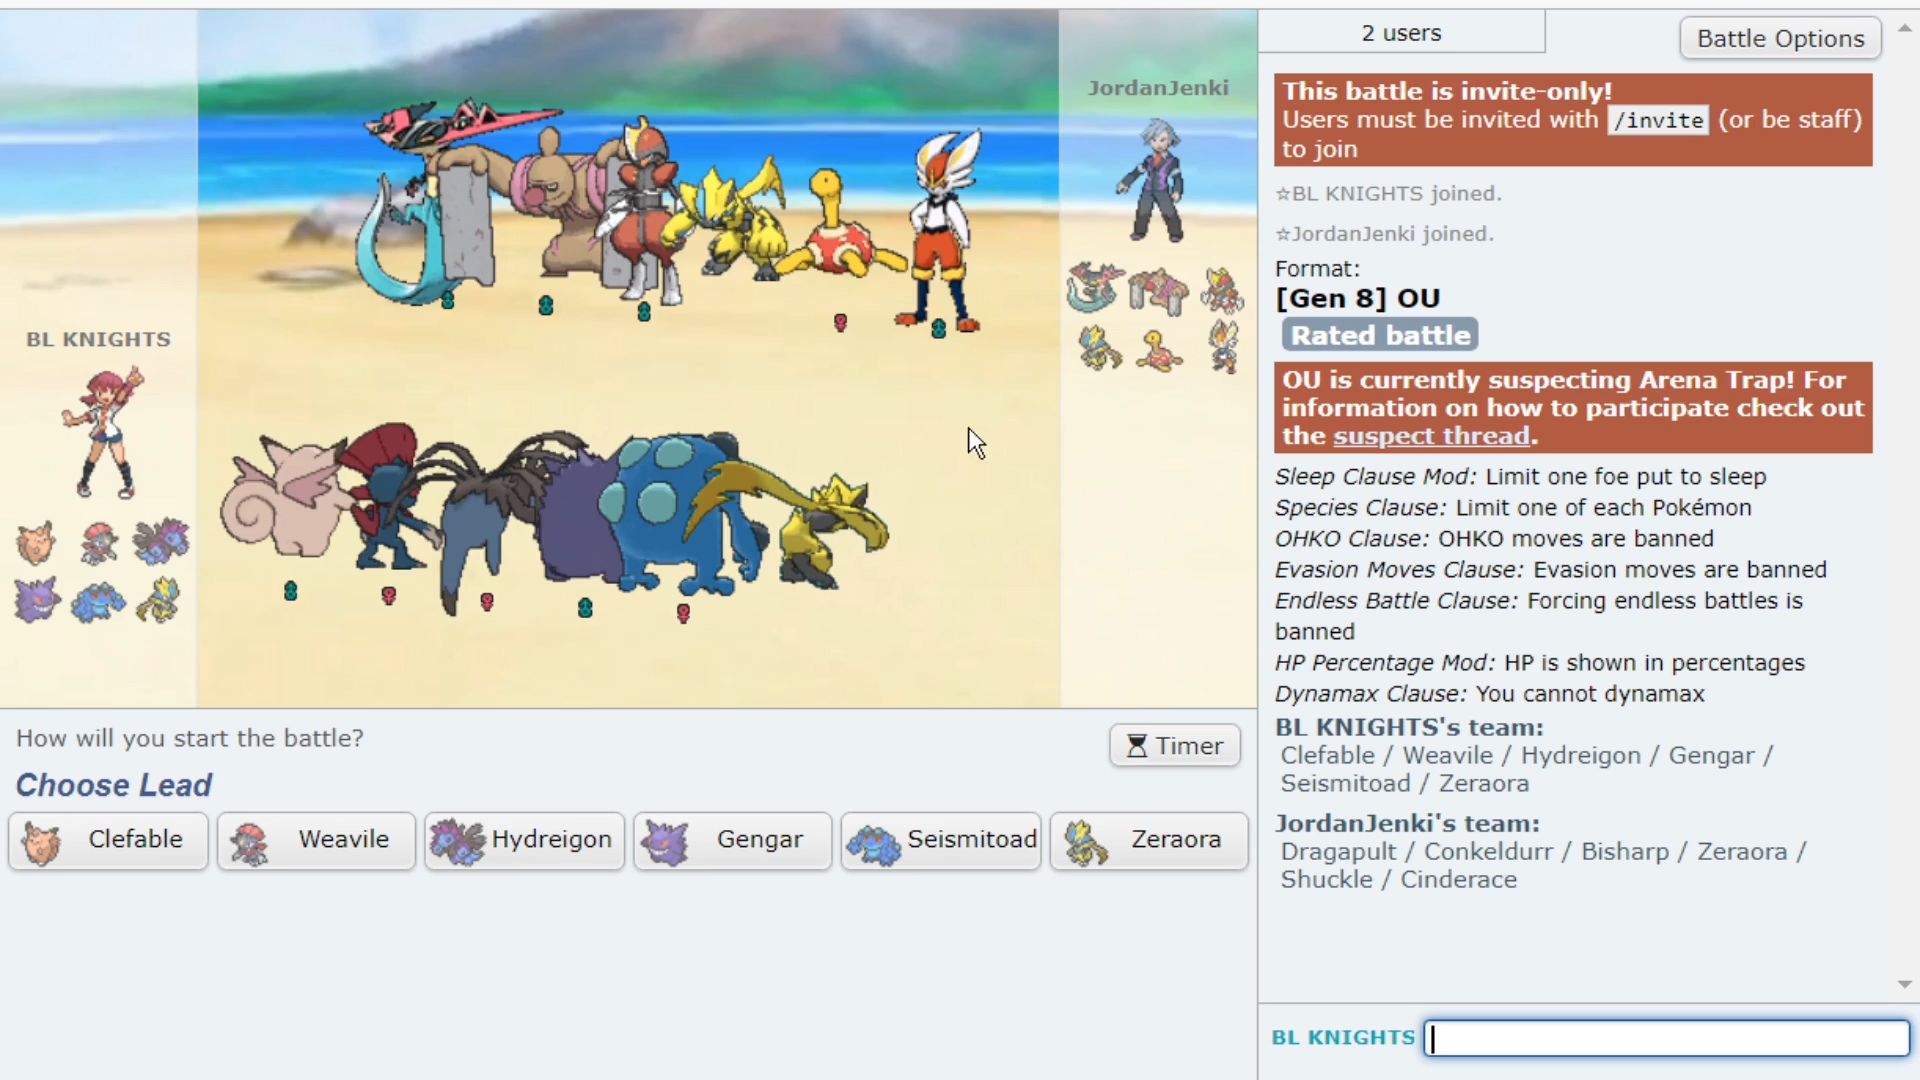 JordanJenki
BL KNIGHTS
How will you start the battle?
Timer
Choose Lead
Clefable
Weavile
Hydreigon
Gengar
Seismitoad
Zeraora
2 users
Battle Options
This battle is invite-only!
Users must be invited with /invite (or be staff)
to join
☆BL KNIGHTS joined.
☆JordanJenki joined.
Format:
[Gen 8] OU
Rated battle
OU is currently suspecting Arena Trap! For
information on how to participate check out
the suspect thread.
Sleep Clause Mod: Limit one foe put to sleep
Species Clause: Limit one of each Pokémon
OHKO Clause: OHKO moves are banned
Evasion Moves Clause: Evasion moves are banned
Endless Battle Clause: Forcing endless battles is
banned
HP Percentage Mod: HP is shown in percentages
Dynamax Clause: You cannot dynamax
BL KNIGHTS's team:
Clefable / Weavile / Hydreigon / Gengar /
Seismitoad / Zeraora
JordanJenki's team:
Dragapult / Conkeldurr / Bisharp / Zeraora /
Shuckle / Cinderace
BL KNIGHTS